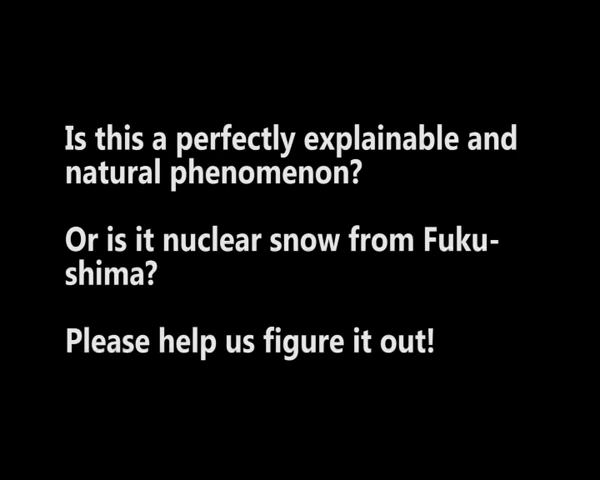 Is this a perfectly explainable and
natural phenomenon?
Or is it nuclear snow from Fuku-
shima?
Please help us figure it out!